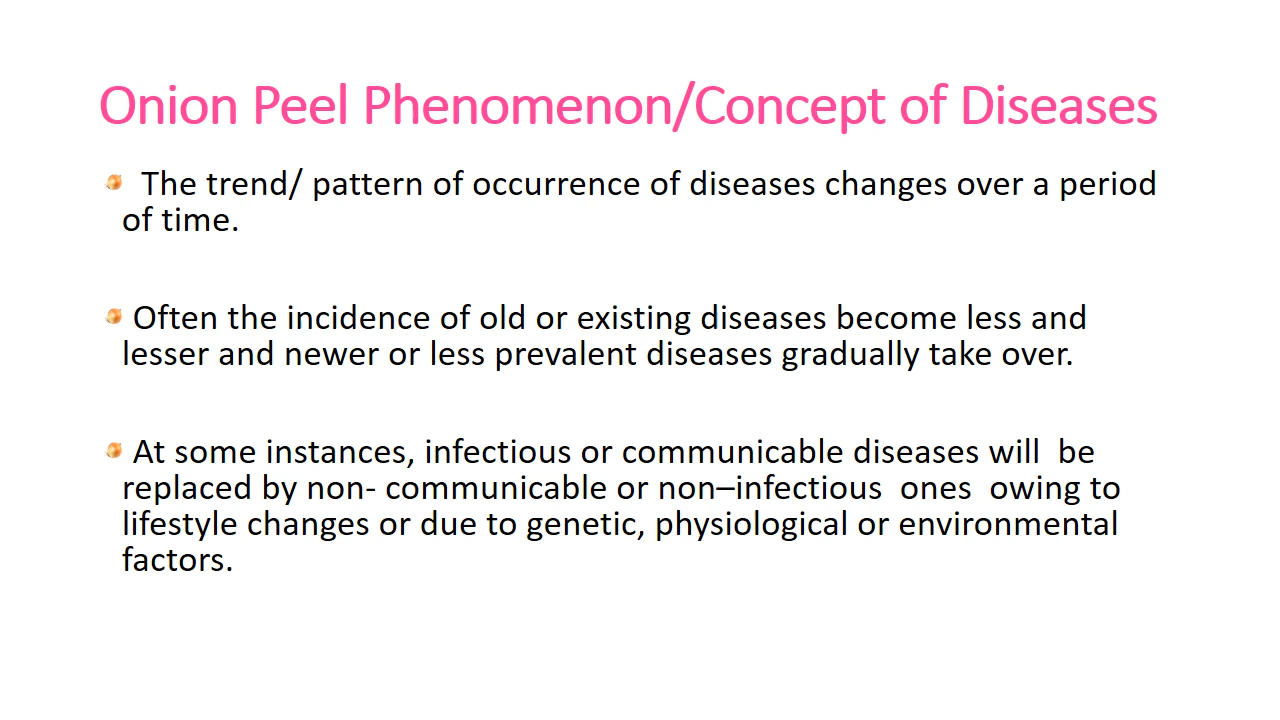 Onion Peel Phenomenon/Concept of Diseases
The trend/ pattern of occurrence of diseases changes over a period
of time.
Often the incidence of old or existing diseases become less and
lesser and newer or less prevalent diseases gradually take over.
At some instances, infectious or communicable diseases will  be
replaced by non- communicable or non–infectious  ones  owing to
lifestyle changes or due to genetic, physiological or environmental
factors.